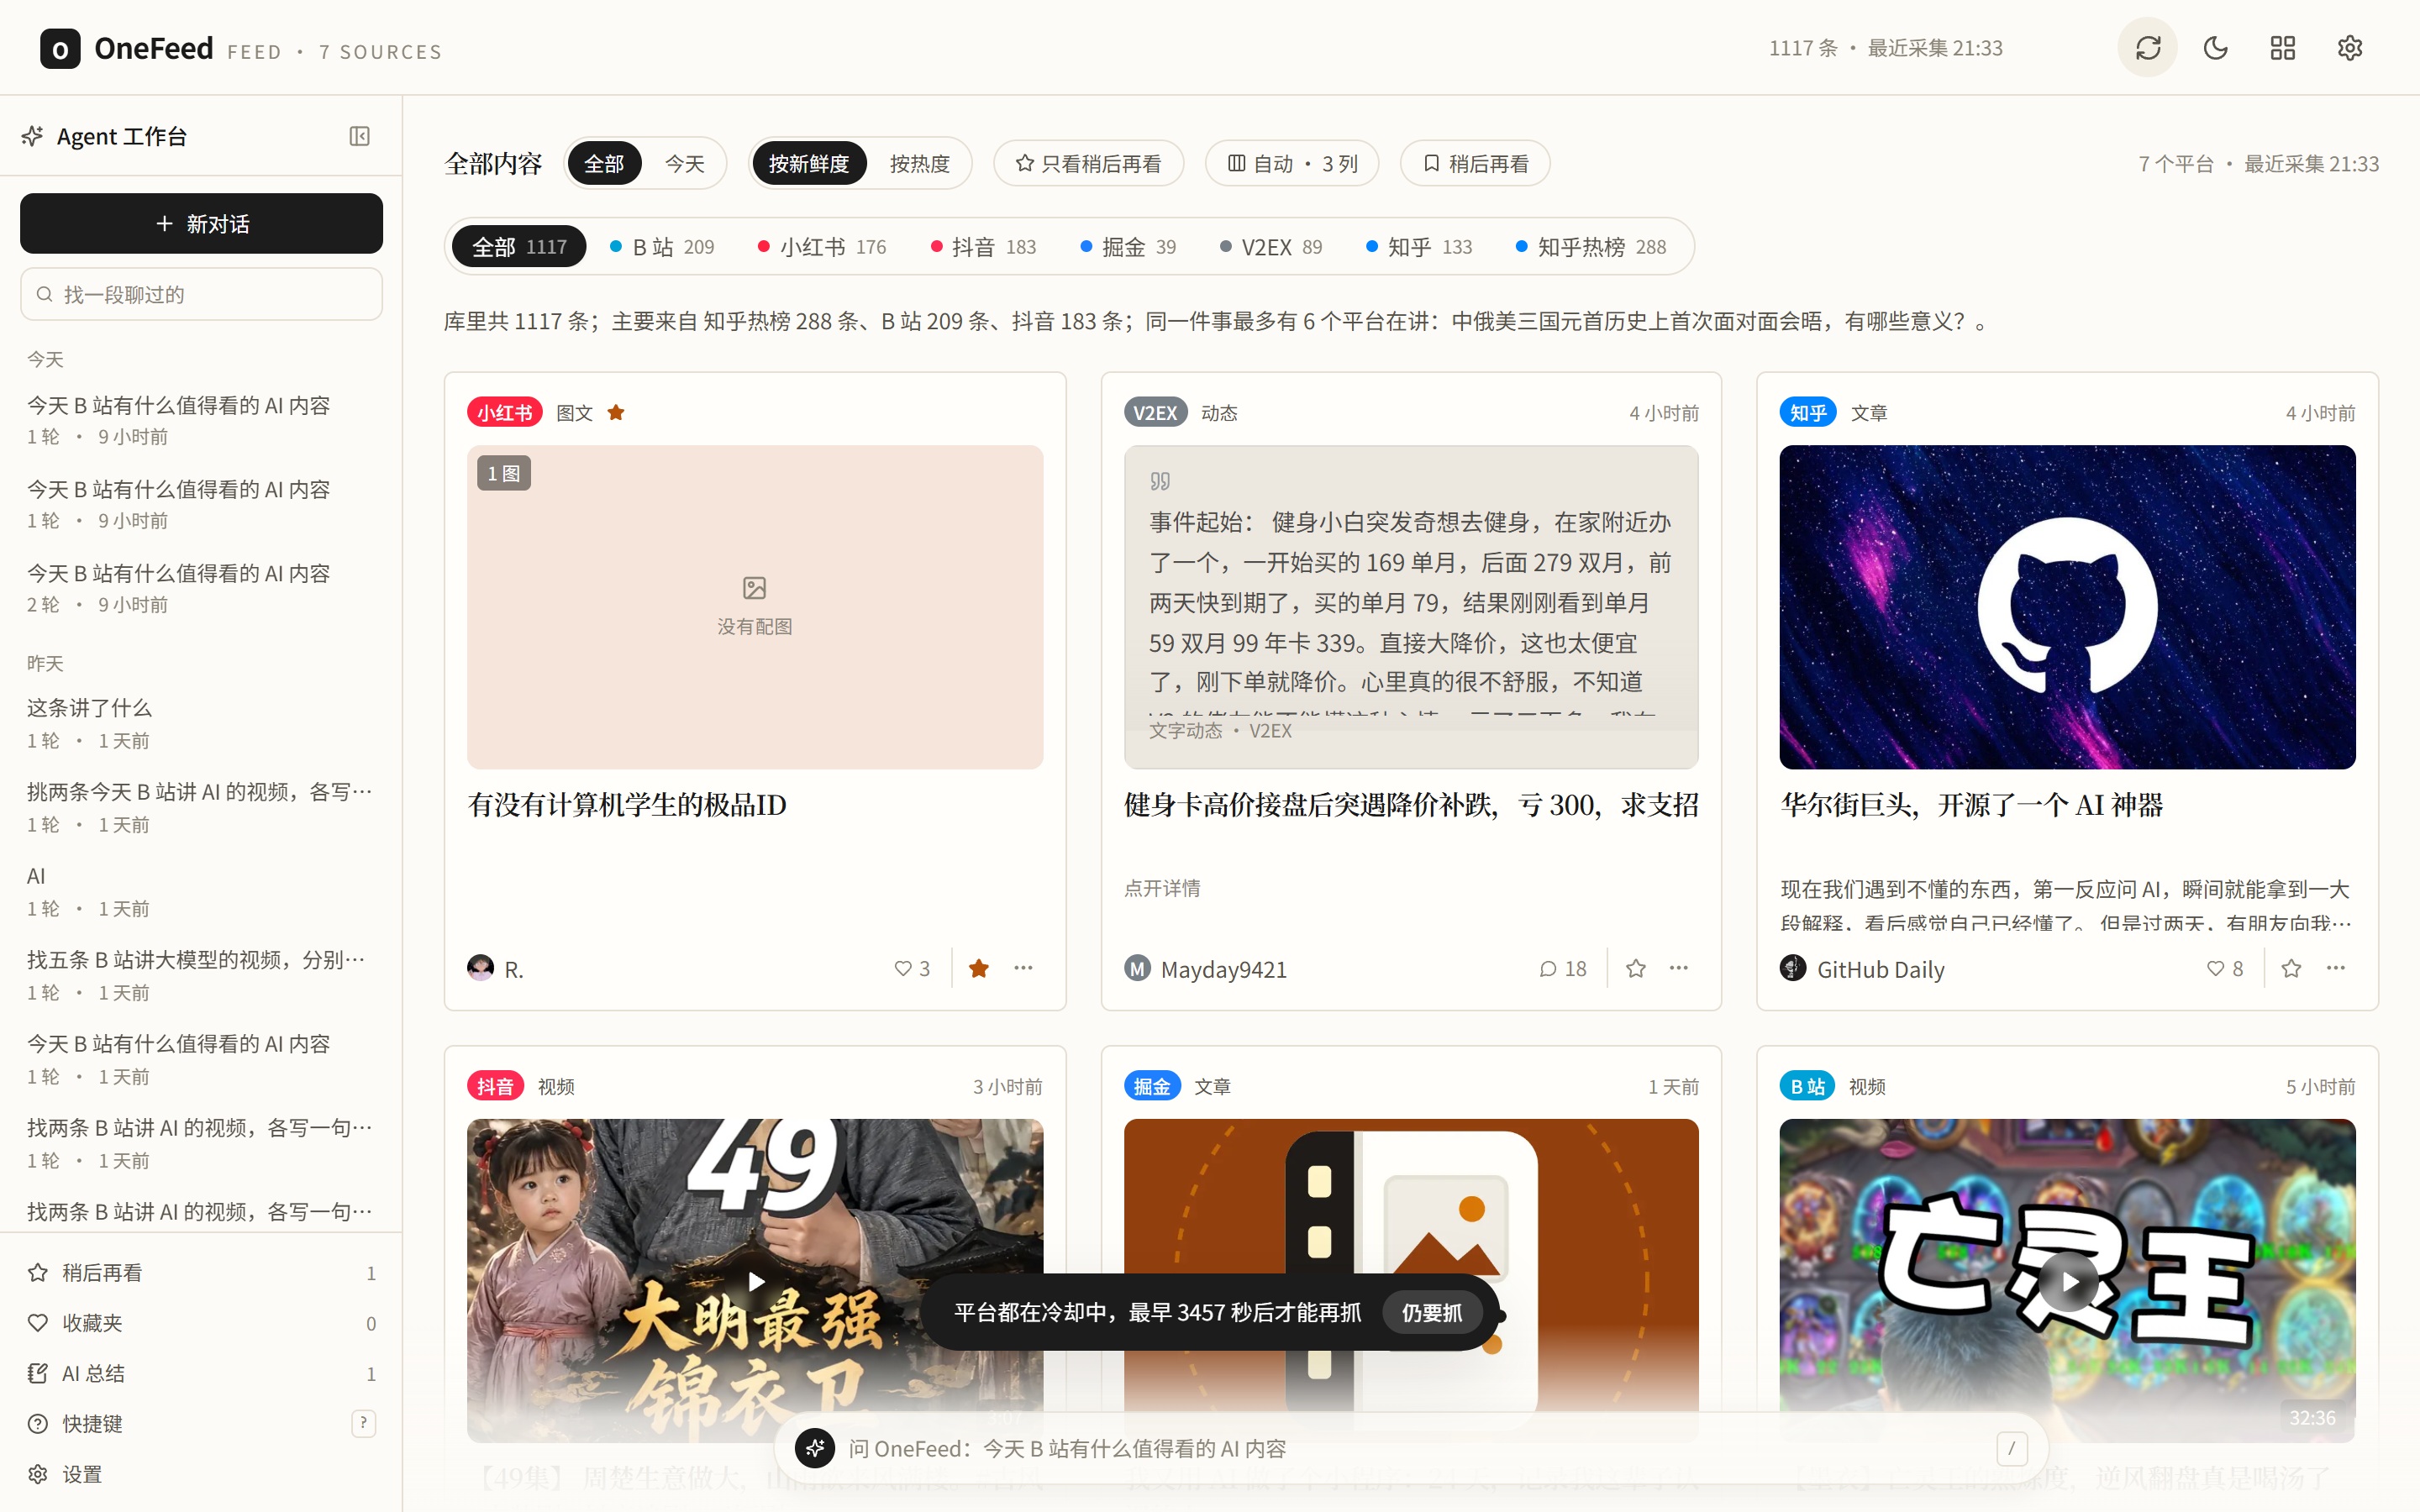 O OneFeed FEED • 7 SOURCES
1117 条 • 最近采集 21:33
Agent 工作台
+ 新对话
找一段聊过的
今天
今天 B 站有什么值得看的 AI 内容
1 轮 • 9 小时前
今天 B 站有什么值得看的 AI 内容
1 轮 • 9 小时前
今天 B 站有什么值得看的 AI 内容
2 轮 • 9 小时前
昨天
这条讲了什么
1 轮 • 1 天前
挑两条今天 B 站讲 AI 的视频，各写…
1 轮 • 1 天前
AI
1 轮 • 1 天前
找五条 B 站讲大模型的视频，分别…
1 轮 • 1 天前
今天 B 站有什么值得看的 AI 内容
1 轮 • 1 天前
找两条 B 站讲 AI 的视频，各写一句…
1 轮 • 1 天前
找两条 B 站讲 AI 的视频，各写一句…
稍后再看 1
收藏夹 0
AI 总结 1
快捷键 ?
设置
全部内容 全部 今天 按新鲜度 按热度 只看稍后再看 自动 • 3 列 稍后再看
7 个平台 • 最近采集 21:33
全部 1117 B 站 209 小红书 176 抖音 183 掘金 39 V2EX 89 知乎 133 知乎热榜 288
库里共 1117 条；主要来自 知乎热榜 288 条、B 站 209 条、抖音 183 条；同一件事最多有 6 个平台在讲：中俄美三国元首历史上首次面对面会晤，有哪些意义？。
小红书 图文
1 图
没有配图
有没有计算机学生的极品ID
R. 3
V2EX 动态 4 小时前
事件起始： 健身小白突发奇想去健身，在家附近办
了一个，一开始买的 169 单月，后面 279 双月，前
两天快到期了，买的单月 79，结果刚刚看到单月
59 双月 99 年卡 339。直接大降价，这也太便宜
了，刚下单就降价。心里真的很不舒服，不知道
文字动态 • V2EX
健身卡高价接盘后突遇降价补跌，亏 300，求支招
点开详情
M Mayday9421 18
知乎 文章 4 小时前
华尔街巨头，开源了一个 AI 神器
现在我们遇到不懂的东西，第一反应问 AI，瞬间就能拿到一大
段解释，看后感觉自己已经懂了。 但是过两天，有朋友向我…
GitHub Daily 8
抖音 视频 3 小时前
49
大明最强
锦衣卫
掘金 文章 1 天前
B 站 视频 5 小时前
亡灵王
32:36
平台都在冷却中，最早 3457 秒后才能再抓 仍要抓
问 OneFeed：今天 B 站有什么值得看的 AI 内容 /